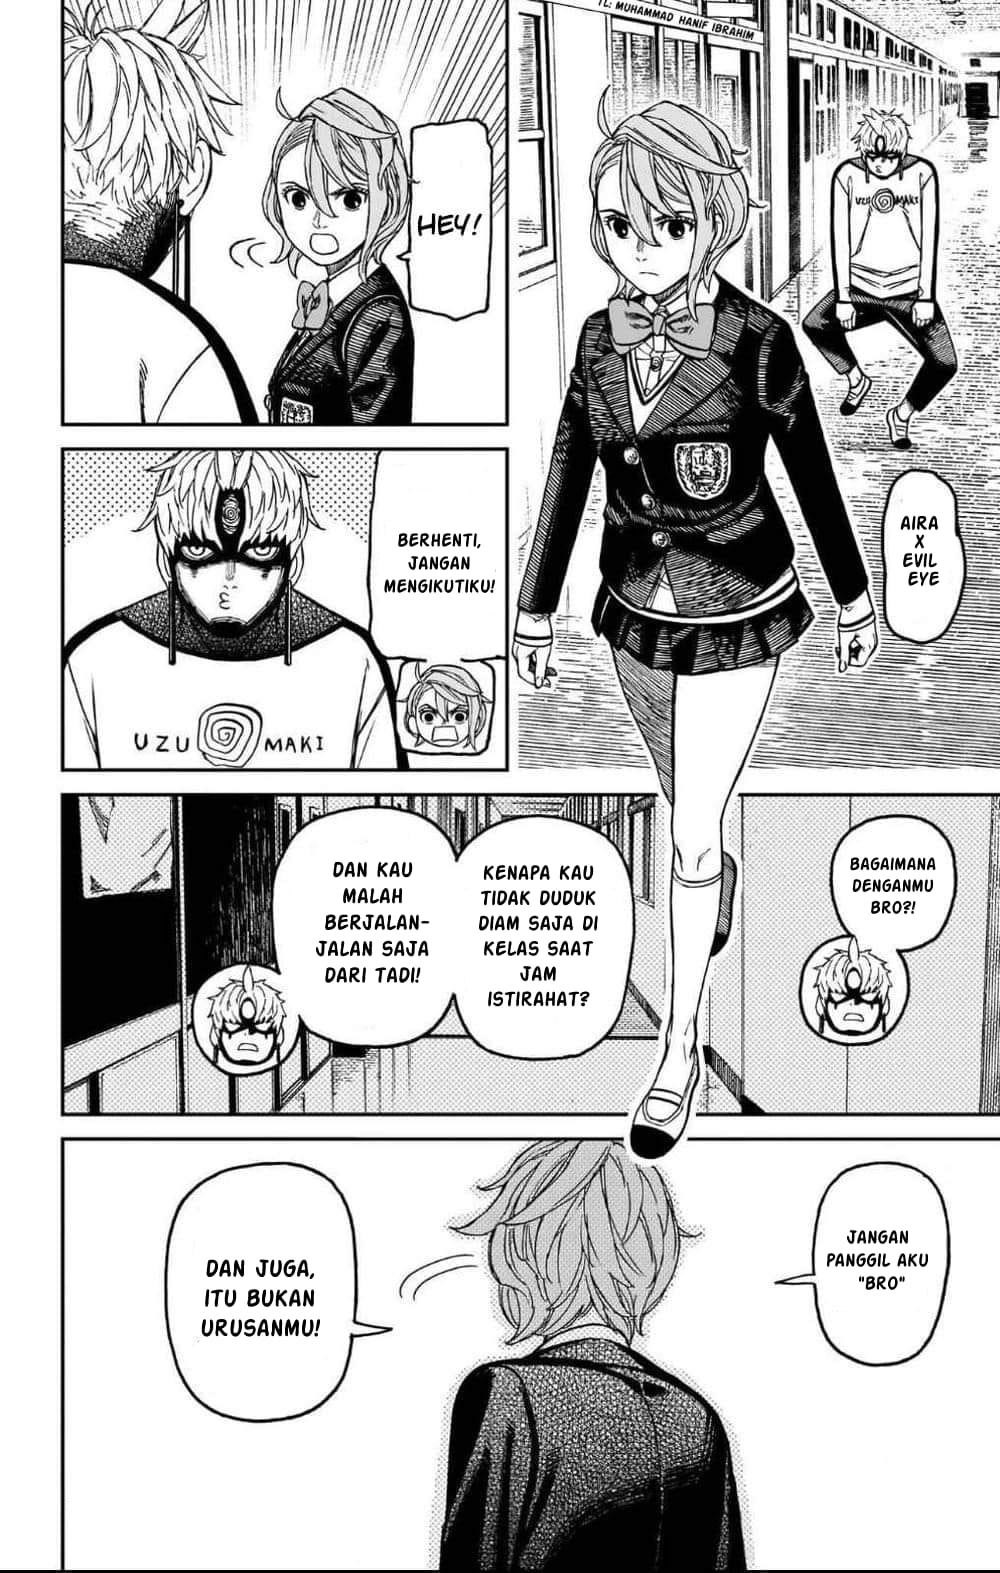 TL: MUHAMMAD HANIF IBRAHIM
UZU MAKI
AIRA
X
EVIL
EYE
HEY!
BERHENTI,
JANGAN
MENGIKUTIKU!
UZU MAKI
BAGAIMANA
DENGANMU
BRO?!
KENAPA KAU
TIDAK DUDUK
DIAM SAJA DI
KELAS SAAT
JAM
ISTIRAHAT?
DAN KAU
MALAH
BERJALAN-
JALAN SAJA
DARI TADI!
JANGAN
PANGGIL AKU
"BRO"
DAN JUGA,
ITU BUKAN
URUSANMU!